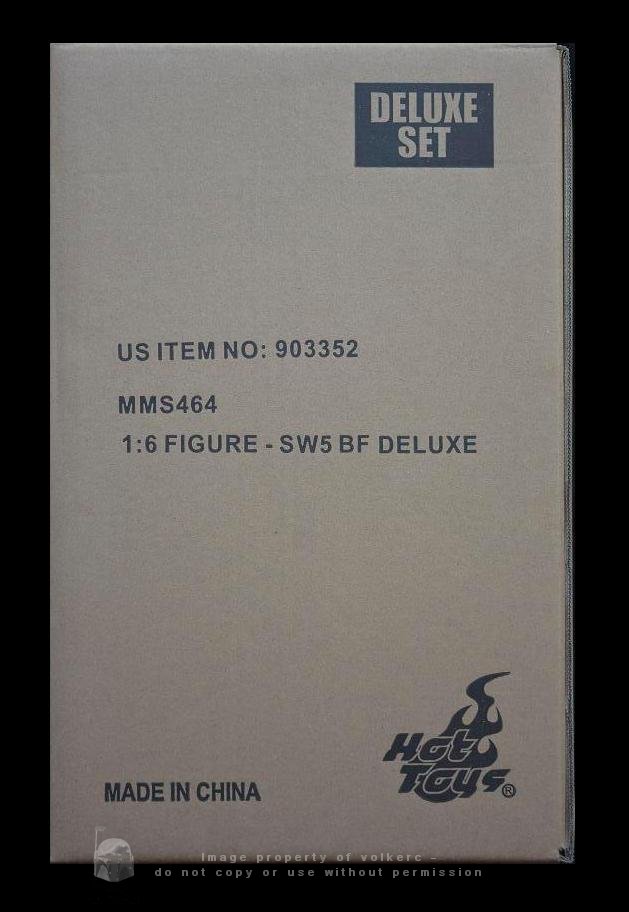 DELUXE
SET
US ITEM NO: 903352
MMS464
1:6 FIGURE - SW5 BF DELUXE
Hot
Toys®
MADE IN CHINA
Image property of volkerc –
do not copy or use without permission